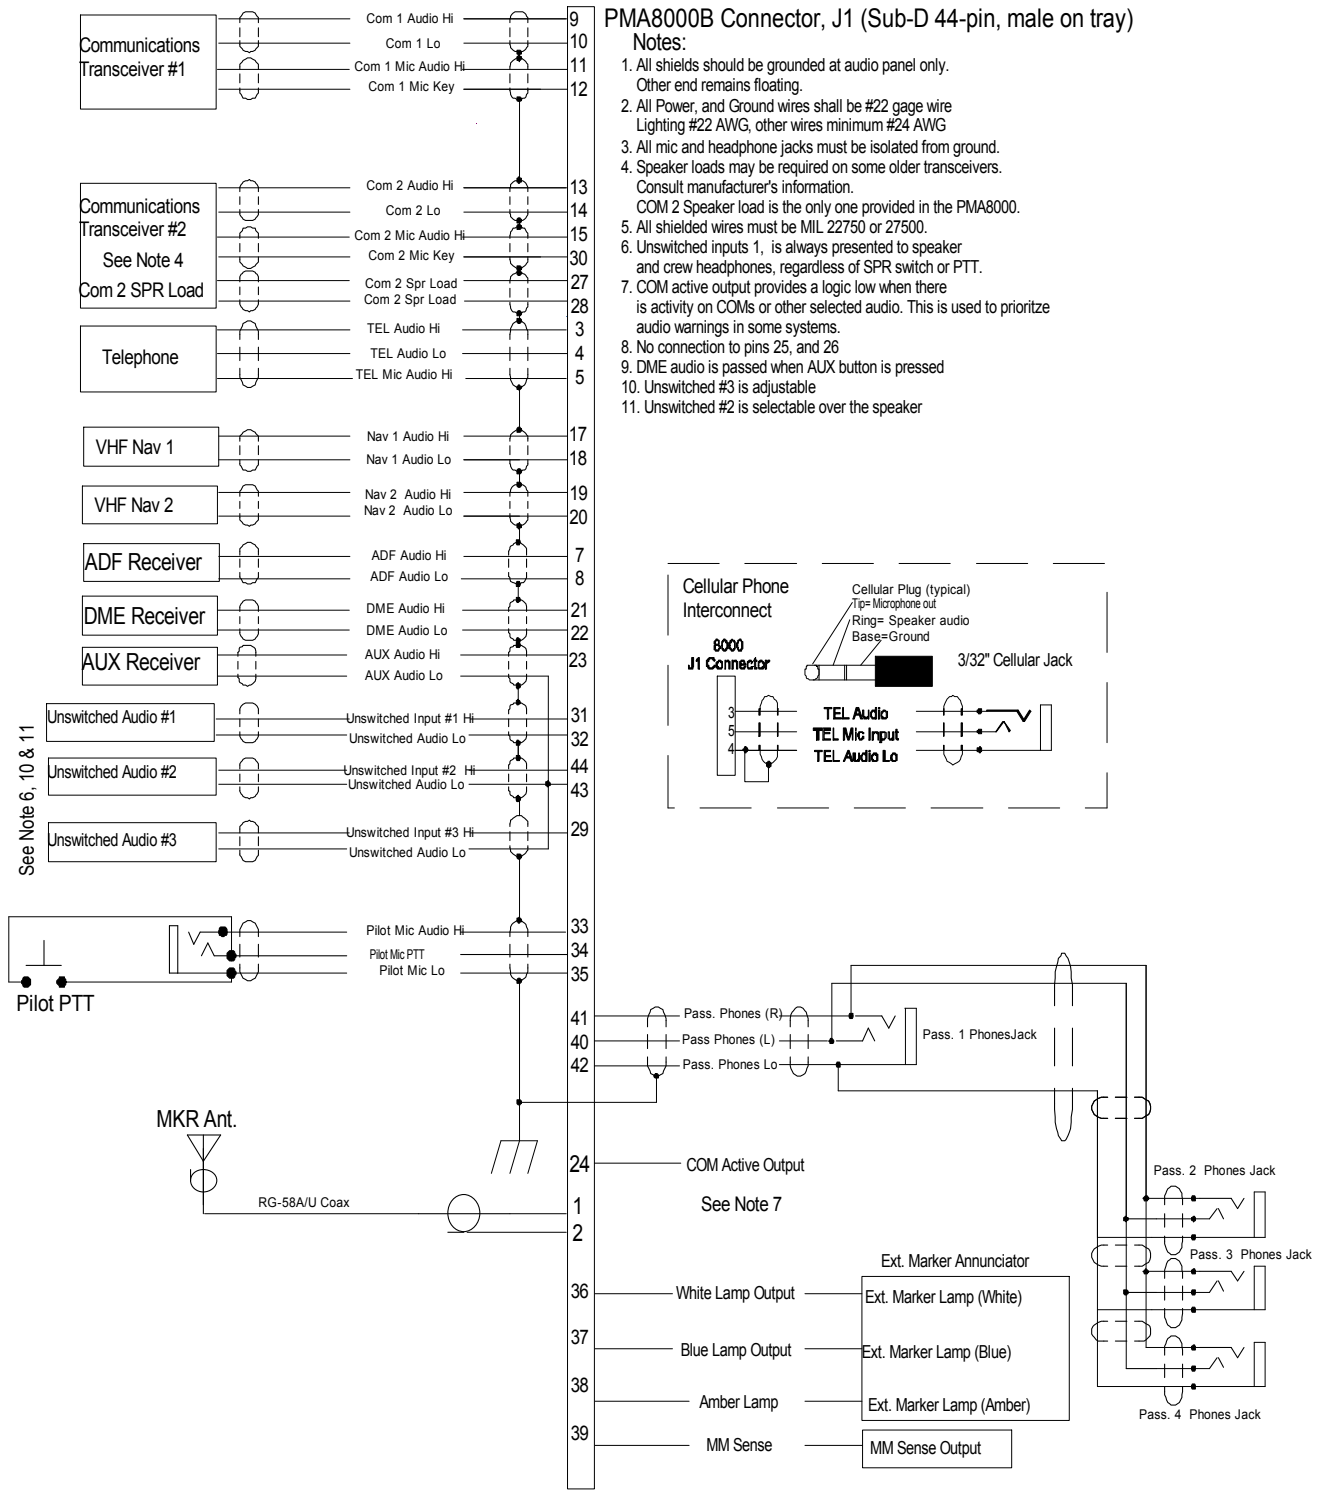 PMA8000B Connector, J1 (Sub-D 44-pin, male on tray)
Notes:
1. All shields should be grounded at audio panel only.
Other end remains floating.
2. All Power, and Ground wires shall be #22 gage wire
Lighting #22 AWG, other wires minimum #24 AWG
3. All mic and headphone jacks must be isolated from ground.
4. Speaker loads may be required on some older transceivers.
Consult manufacturer's information.
COM 2 Speaker load is the only one provided in the PMA8000.
5. All shielded wires must be MIL 22750 or 27500.
6. Unswitched inputs 1, is always presented to speaker
and crew headphones, regardless of SPR switch or PTT.
7. COM active output provides a logic low when there
is activity on COMs or other selected audio. This is used to prioritze
audio warnings in some systems.
8. No connection to pins 25, and 26
9. DME audio is passed when AUX button is pressed
10. Unswitched #3 is adjustable
11. Unswitched #2 is selectable over the speaker
Communications
Transceiver #1
Com 1 Audio Hi
9
Com 1 Lo
10
Com 1 Mic Audio Hi
11
Com 1 Mic Key
12
Communications
Transceiver #2
See Note 4
Com 2 SPR Load
Com 2 Audio Hi
13
Com 2 Lo
14
Com 2 Mic Audio Hi
15
Com 2 Mic Key
30
Com 2 Spr Load
27
Com 2 Spr Load
28
Telephone
TEL Audio Hi
3
TEL Audio Lo
4
TEL Mic Audio Hi
5
VHF Nav 1
Nav 1 Audio Hi
17
Nav 1 Audio Lo
18
VHF Nav 2
Nav 2 Audio Hi
19
Nav 2 Audio Lo
20
ADF Receiver
ADF Audio Hi
7
ADF Audio Lo
8
DME Receiver
DME Audio Hi
21
DME Audio Lo
22
AUX Receiver
AUX Audio Hi
23
AUX Audio Lo
See Note 6, 10 & 11
Unswitched Audio #1
Unswitched Input #1 Hi
31
Unswitched Audio Lo
32
Unswitched Audio #2
Unswitched Input #2 Hi
44
Unswitched Audio Lo
43
Unswitched Audio #3
Unswitched Input #3 Hi
29
Unswitched Audio Lo
Pilot PTT
Pilot Mic Audio Hi
33
Pilot Mic PTT
34
Pilot Mic Lo
35
Cellular Phone
Interconnect
Cellular Plug (typical)
Tip= Microphone out
Ring= Speaker audio
Base=Ground
8000
J1 Connector
3/32" Cellular Jack
3
TEL Audio
5
TEL Mic Input
4
TEL Audio Lo
41
Pass. Phones (R)
40
Pass Phones (L)
42
Pass. Phones Lo
Pass. 1 PhonesJack
MKR Ant.
RG-58A/U Coax
24
COM Active Output
See Note 7
1
2
Pass. 2 Phones Jack
Pass. 3 Phones Jack
Pass. 4 Phones Jack
Ext. Marker Annunciator
36
White Lamp Output
Ext. Marker Lamp (White)
37
Blue Lamp Output
Ext. Marker Lamp (Blue)
38
Amber Lamp
Ext. Marker Lamp (Amber)
39
MM Sense
MM Sense Output